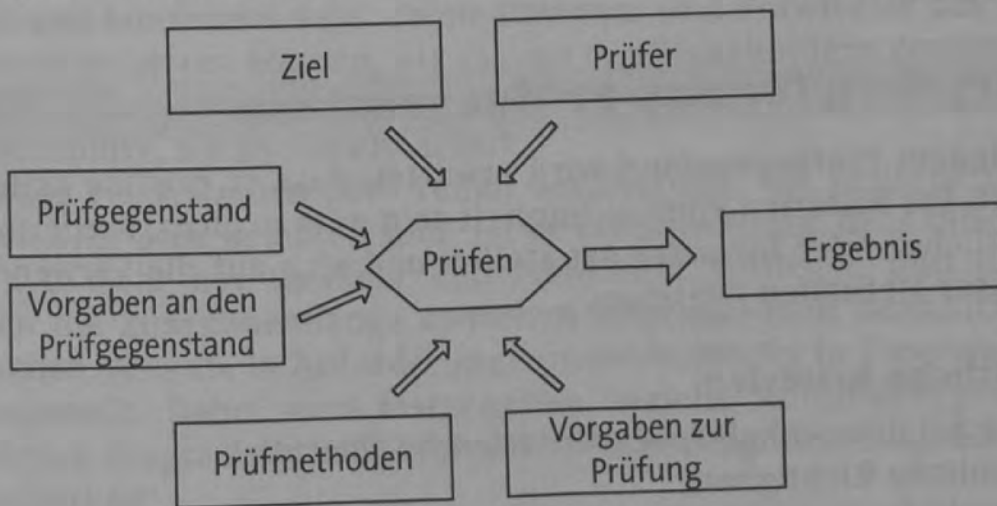 Ziel
Prüfer
Prüfgegenstand
Vorgaben an den
Prüfgegenstand
Prüfen
Ergebnis
Prüfmethoden
Vorgaben zur
Prüfung